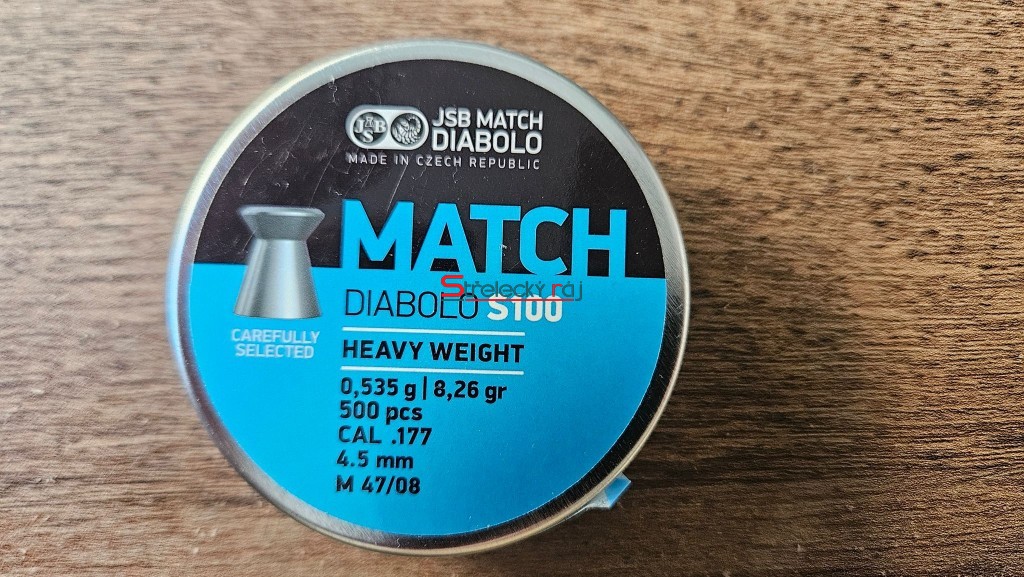 JSB
JSB MATCH
DIABOLO
MADE IN CZECH REPUBLIC
MATCH
Střelecký ráj
DIABOLO S100
CAREFULLY
SELECTED
HEAVY WEIGHT
0,535 g | 8,26 gr
500 pcs
CAL .177
4.5 mm
M 47/08